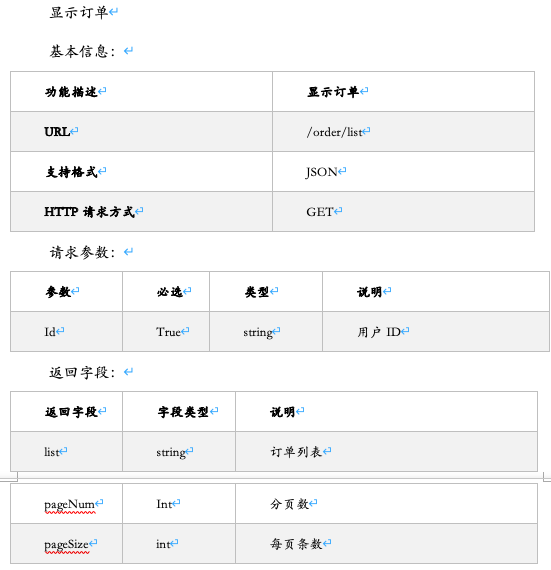 显示订单
基本信息：
功能描述 显示订单
URL /order/list
支持格式 JSON
HTTP 请求方式 GET
请求参数：
参数 必选 类型 说明
Id True string 用户 ID
返回字段：
返回字段 字段类型 说明
list string 订单列表
pageNum Int 分页数
pageSize int 每页条数